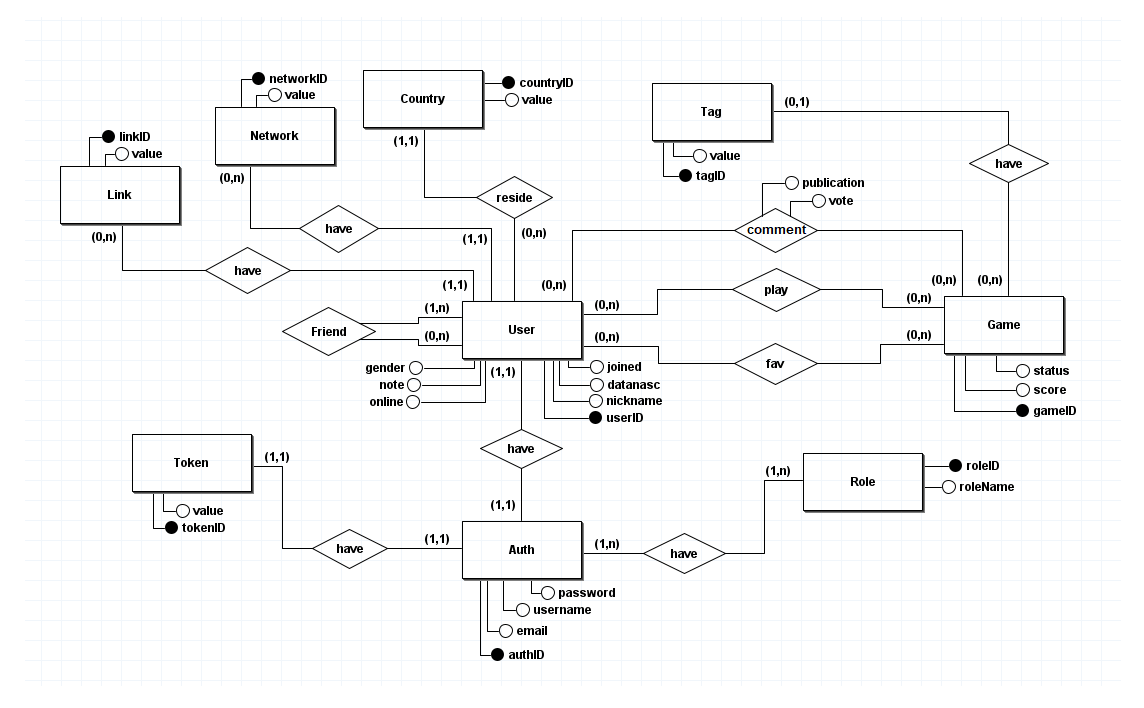 networkID
value
Network
(0,n)
countryID
value
Country
(1,1)
linkID
value
Link
(0,n)
Tag
(0,1)
value
tagID
have
publication
vote
comment
reside
(0,n)
have
(1,1)
have
(1,1)
(0,n)
(0,n)
(0,n)
Friend
(1,n)
(0,n)
User
(0,n)
play
(0,n)
(0,n)
fav
(0,n)
Game
gender
note
online
(1,1)
joined
datanasc
nickname
userID
status
score
gameID
have
(1,1)
Token
(1,1)
value
tokenID
have
(1,1)
Auth
(1,n)
have
(1,n)
Role
roleID
roleName
password
username
email
authID